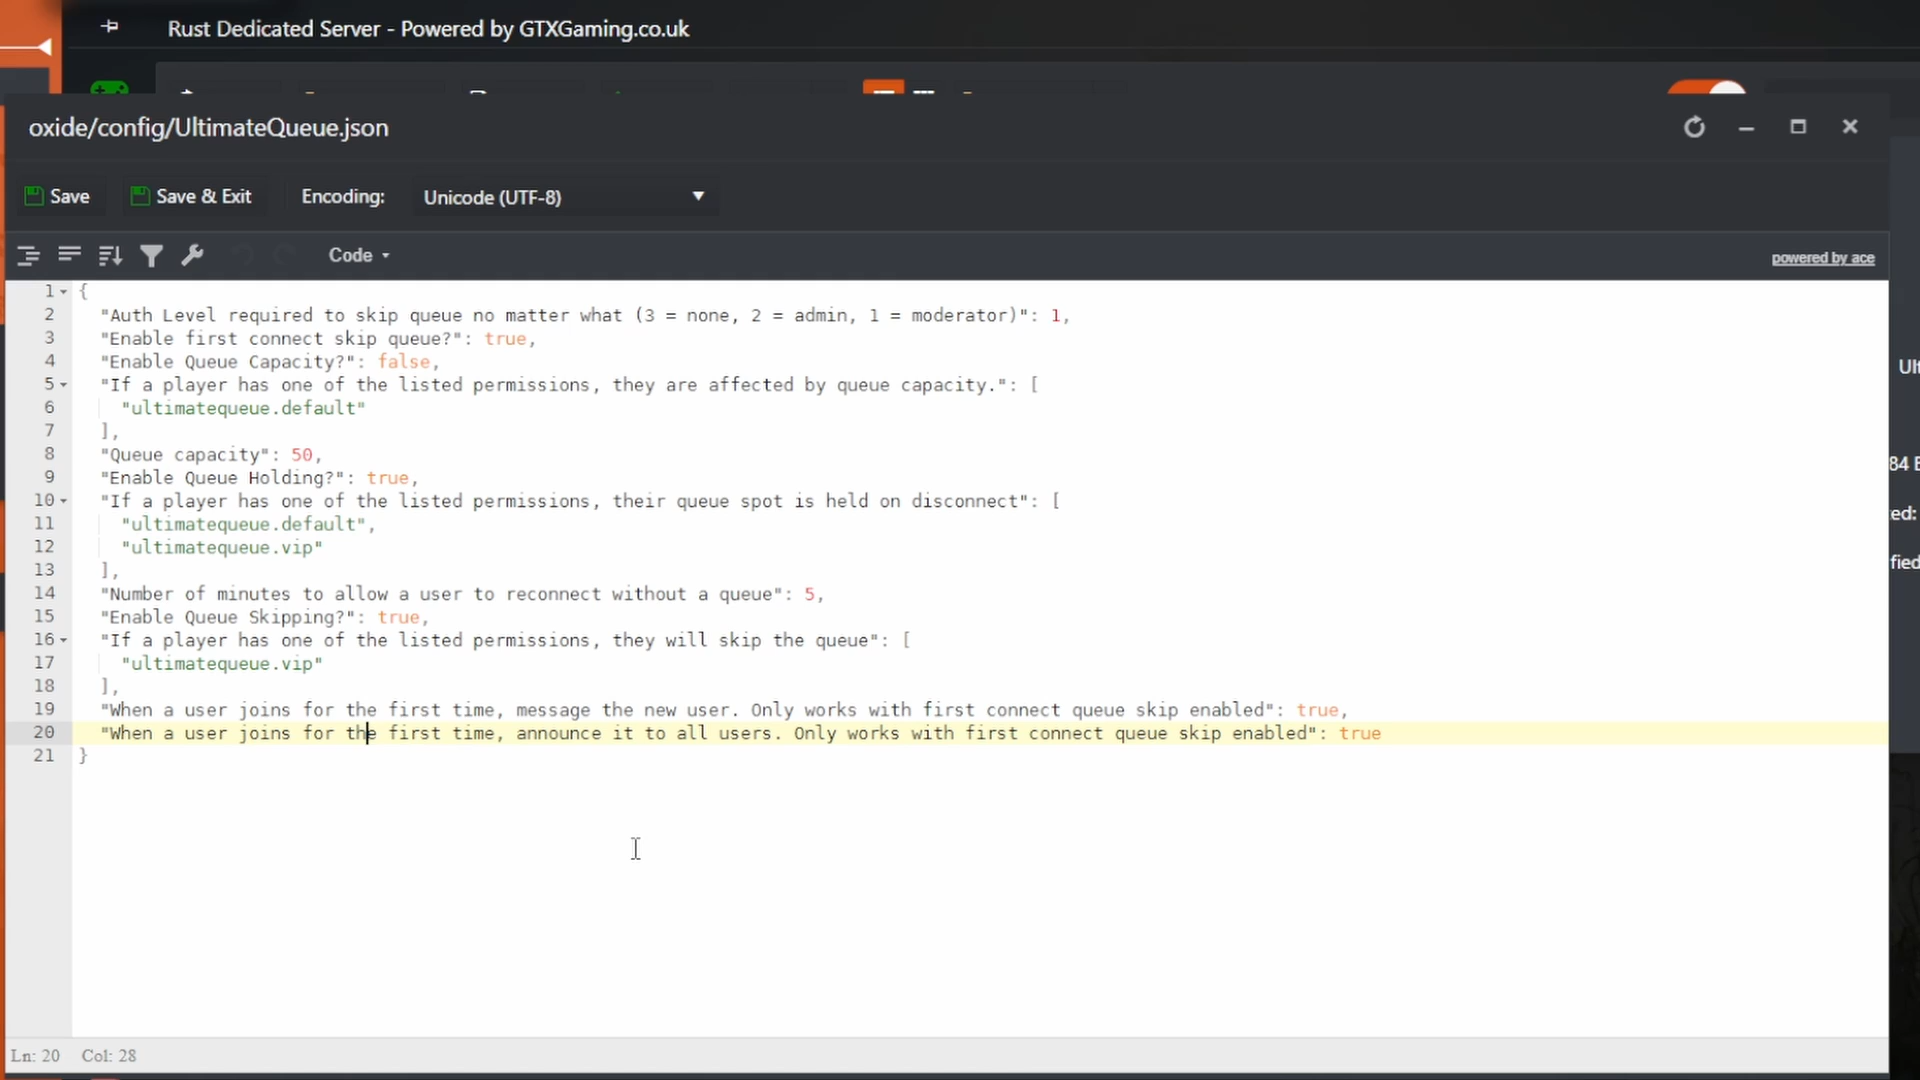 Rust Dedicated Server - Powered by GTXGaming.co.uk
oxide/config/UltimateQueue.json
Save Save & Exit Encoding: Unicode (UTF-8)
Code powered by ace
1 {
2 "Auth Level required to skip queue no matter what (3 = none, 2 = admin, 1 = moderator)": 1,
3 "Enable first connect skip queue?": true,
4 "Enable Queue Capacity?": false,
5 "If a player has one of the listed permissions, they are affected by queue capacity.": [
6 "ultimatequeue.default"
7 ],
8 "Queue capacity": 50,
9 "Enable Queue Holding?": true,
10 "If a player has one of the listed permissions, their queue spot is held on disconnect": [
11 "ultimatequeue.default",
12 "ultimatequeue.vip"
13 ],
14 "Number of minutes to allow a user to reconnect without a queue": 5,
15 "Enable Queue Skipping?": true,
16 "If a player has one of the listed permissions, they will skip the queue": [
17 "ultimatequeue.vip"
18 ],
19 "When a user joins for the first time, message the new user. Only works with first connect queue skip enabled": true,
20 "When a user joins for the first time, announce it to all users. Only works with first connect queue skip enabled": true
21 }
Ln: 20 Col: 28